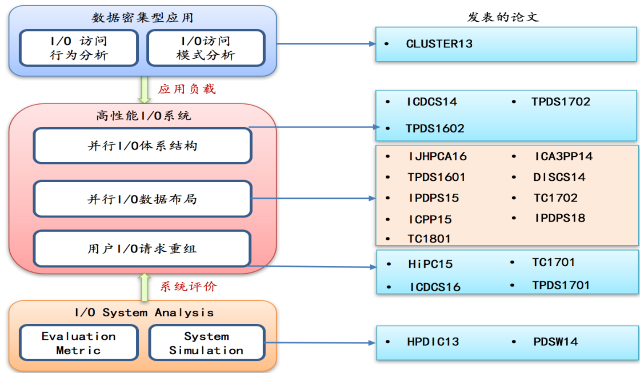 数据密集型应用
I/O 访问
行为分析
I/O访问
模式分析
应用负载
高性能I/O系统
并行I/O体系结构
并行I/O数据布局
用户I/O请求重组
系统评价
I/O System Analysis
Evaluation
Metric
System
Simulation
发表的论文
• CLUSTER13
• ICDCS14 • TPDS1702
• TPDS1602
• IJHPCA16 • ICA3PP14
• TPDS1601 • DISCS14
• IPDPS15 • TC1702
• ICPP15 • IPDPS18
• TC1801
• HiPC15 • TC1701
• ICDCS16 • TPDS1701
• HPDIC13 • PDSW14